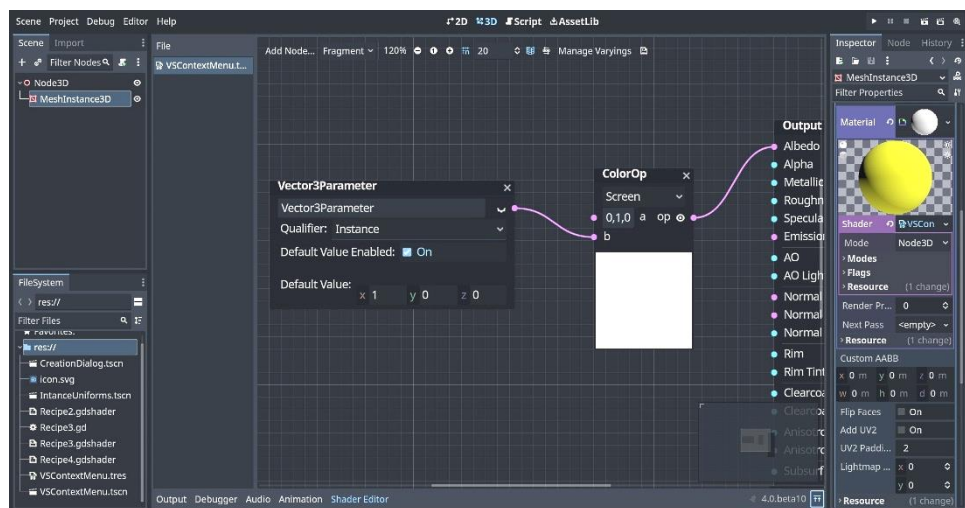 Scene Project Debug Editor Help
2D 3D Script AssetLib
Scene Import
Filter Nodes
Node3D
MeshInstance3D
FileSystem
res://
Filter Files
Favorites:
res://
CreationDialog.tscn
icon.svg
IntanceUniforms.tscn
Recipe2.gdshader
Recipe3.gd
Recipe3.gdshader
Recipe4.gdshader
VSContextMenu.tres
VSContextMenu.tscn
File
VSContextMenu.t...
Add Node... Fragment 120% 20 Manage Varyings
Vector3Parameter
Vector3Parameter
Qualifier: Instance
Default Value Enabled: On
Default Value:
x 1 y 0 z 0
ColorOp
Screen
0,1,0 a op
b
Output
Albedo
Alpha
Metallic
Roughn
Specula
Emission
AO
AO Ligh
Normal
Normal
Normal
Rim
Rim Tint
Clearcoa
Clearcoa
Anisotro
Anisotro
Subsurf
Output Debugger Audio Animation Shader Editor
4.0.beta10
Inspector Node History
MeshInstance3D
Filter Properties
Material
Shader VSCon
Mode Node3D
Modes
Flags
Resource (1 change)
Render Pr... 0
Next Pass <empty>
Resource (1 change)
Custom AABB
x 0 m y 0 m z 0 m
w 0 m h 0 m d 0 m
Flip Faces On
Add UV2 On
UV2 Paddi... 2
Lightmap ... x 0
y 0
Resource (1 change)